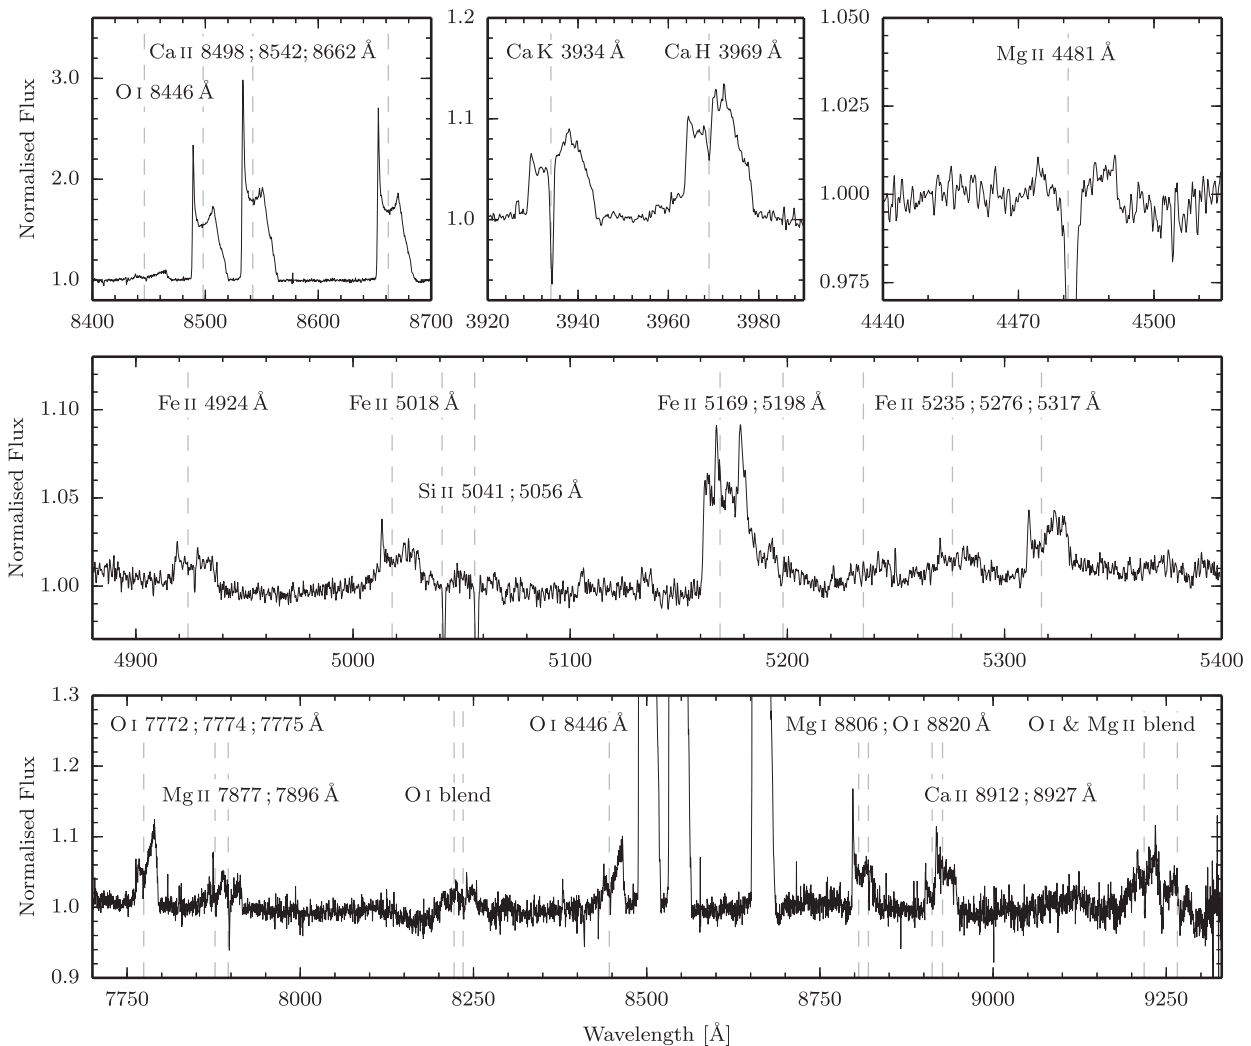 Normalised Flux
3.0
2.0
1.0
Ca II 8498 ; 8542; 8662 Å
O I 8446 Å
8400 8500 8600 8700
1.2
1.1
1.0
Ca K 3934 Å Ca H 3969 Å
3920 3940 3960 3980
1.050
1.025
1.000
0.975
Mg II 4481 Å
4440 4470 4500
Normalised Flux
1.10
1.05
1.00
Fe II 4924 Å Fe II 5018 Å Fe II 5169 ; 5198 Å Fe II 5235 ; 5276 ; 5317 Å
Si II 5041 ; 5056 Å
4900 5000 5100 5200 5300 5400
Normalised Flux
1.3
1.2
1.1
1.0
0.9
O I 7772 ; 7774 ; 7775 Å O I 8446 Å Mg I 8806 ; O I 8820 Å O I & Mg II blend
Mg II 7877 ; 7896 Å O I blend Ca II 8912 ; 8927 Å
7750 8000 8250 8500 8750 9000 9250
Wavelength [Å]